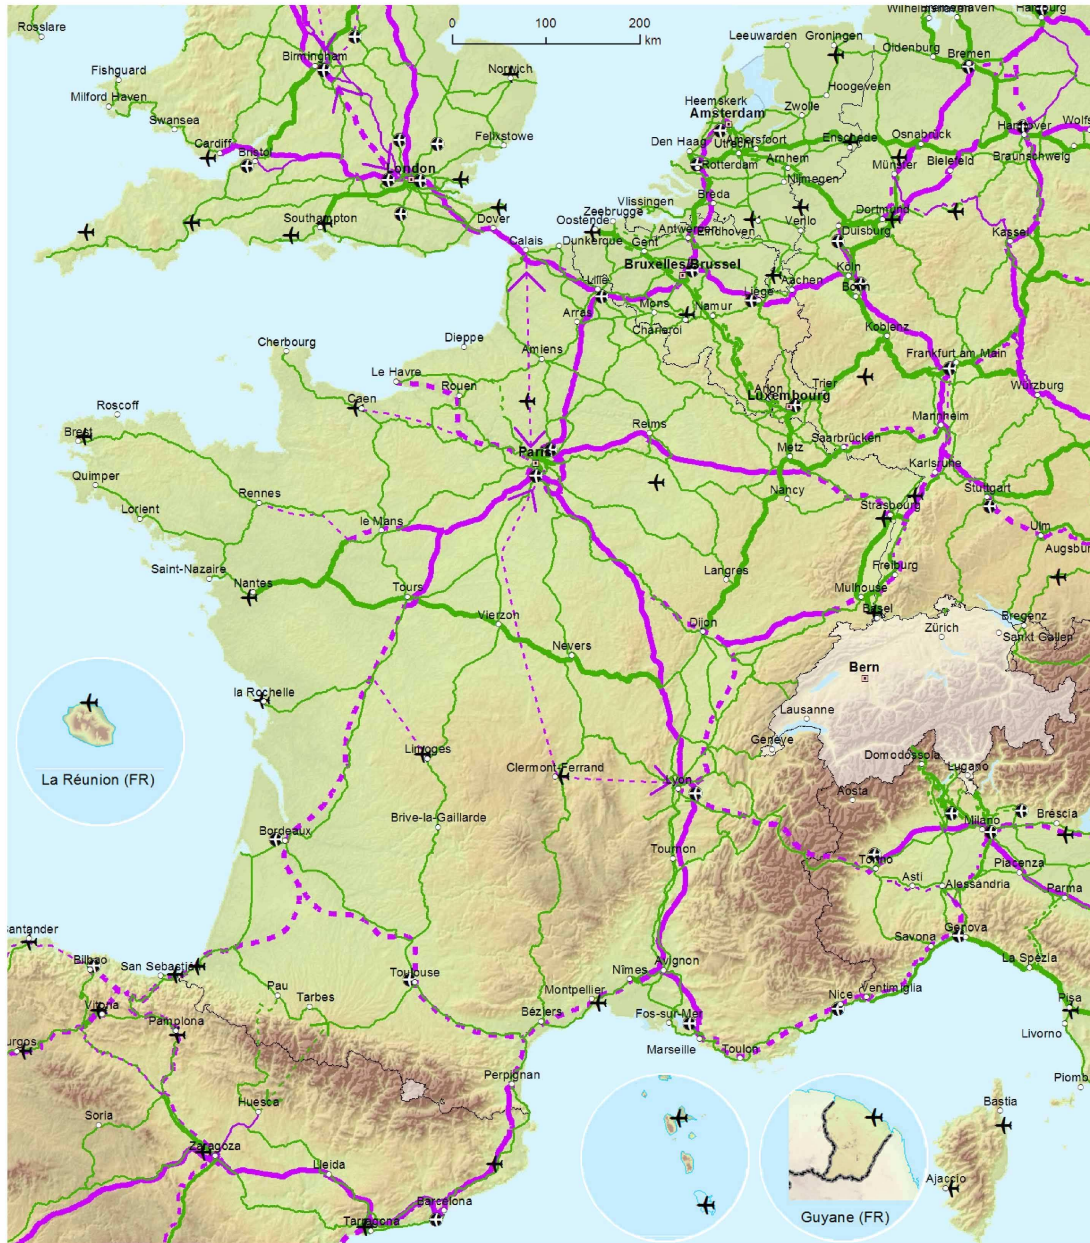 Rosslare
0 100 200
km
Wilhelmshaven
Bremerhaven
Hamburg
Leeuwarden
Groningen
Oldenburg
Bremen
Birmingham
Norwich
Fishguard
Milford Haven
Hoogeveen
Heemskerk
Amsterdam
Zwolle
Swansea
Cardiff
Bristol
Felixstowe
Den Haag
Utrecht
Amersfoort
Enschede
Osnabrück
Hannover
Wolfs
Braunschweig
Rotterdam
Arnhem
Münster
Bielefeld
London
Nijmegen
Breda
Southampton
Dover
Vlissingen
Zeebrugge
Oostende
Venlo
Dortmund
Calais
Dunkerque
Gent
Antwerpen
Eindhoven
Duisburg
Kassel
Bruxelles/Brussel
Lille
Liège
Aachen
Köln
Bonn
Arras
Mons
Namur
Charleroi
Koblenz
Cherbourg
Dieppe
Amiens
Frankfurt am Main
Le Havre
Rouen
Arlon
Trier
Luxembourg
Würzburg
Roscoff
Caen
Mannheim
Brest
Reims
Saarbrücken
Paris
Metz
Karlsruhe
Quimper
Rennes
Nancy
Stuttgart
Lorient
le Mans
Strasbourg
Ulm
Augsburg
Saint-Nazaire
Nantes
Tours
Langres
Freiburg
Mulhouse
Vierzon
Dijon
Basel
Bregenz
Zürich
Sankt Gallen
Nevers
Bern
la Rochelle
Lausanne
La Réunion (FR)
Limoges
Clermont-Ferrand
Genève
Domodossola
Lugano
Lyon
Aosta
Brive-la-Gaillarde
Bordeaux
Milano
Bréscia
Tournon
Torino
Piacenza
Asti
Alessandria
Parma
Santander
Savona
Genova
Bilbao
San Sebastián
Toulouse
Nîmes
Avignon
La Spézia
Pau
Tarbes
Montpellier
Nice
Ventimiglia
Vitoria
Pisa
Pamplona
Béziers
Fos-sur-Mer
Livorno
urgos
Marseille
Toulon
Perpignan
Piomb
Soria
Huesca
Bastia
Zaragoza
Lleida
Ajaccio
Barcelona
Tarragona
Guyane (FR)